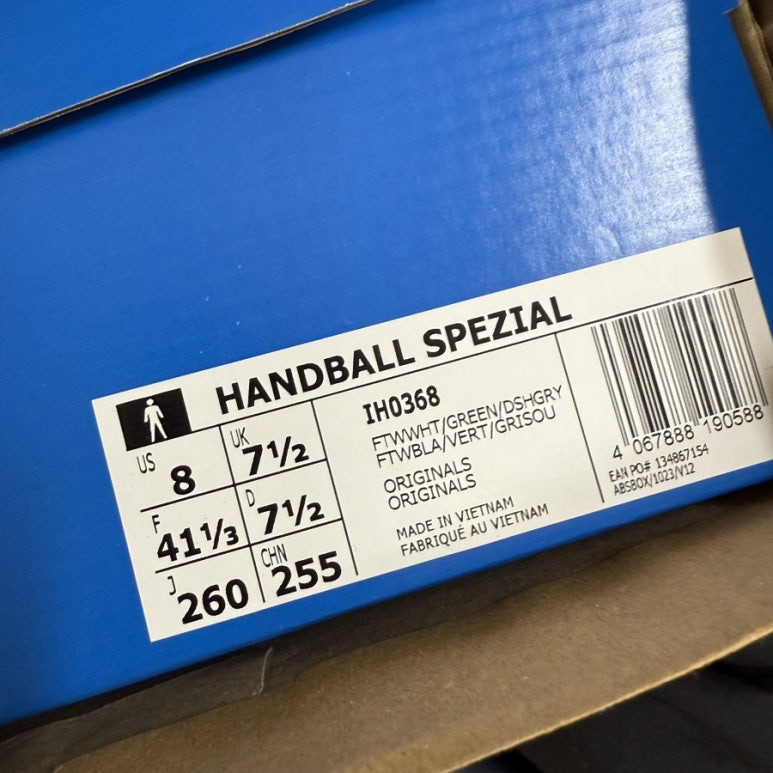 HANDBALL SPEZIAL
US 8
UK 7½
F 41⅓
D 7½
J 260
CHN 255
IH0368
FTWWHT/GREEN/DSHGRY
FTWBLA/VERT/GRISOU
ORIGINALS
ORIGINALS
MADE IN VIETNAM
FABRIQUÉ AU VIETNAM
4 067888 190588
EAN PO# 134867154
ABSBOX/1023/V12